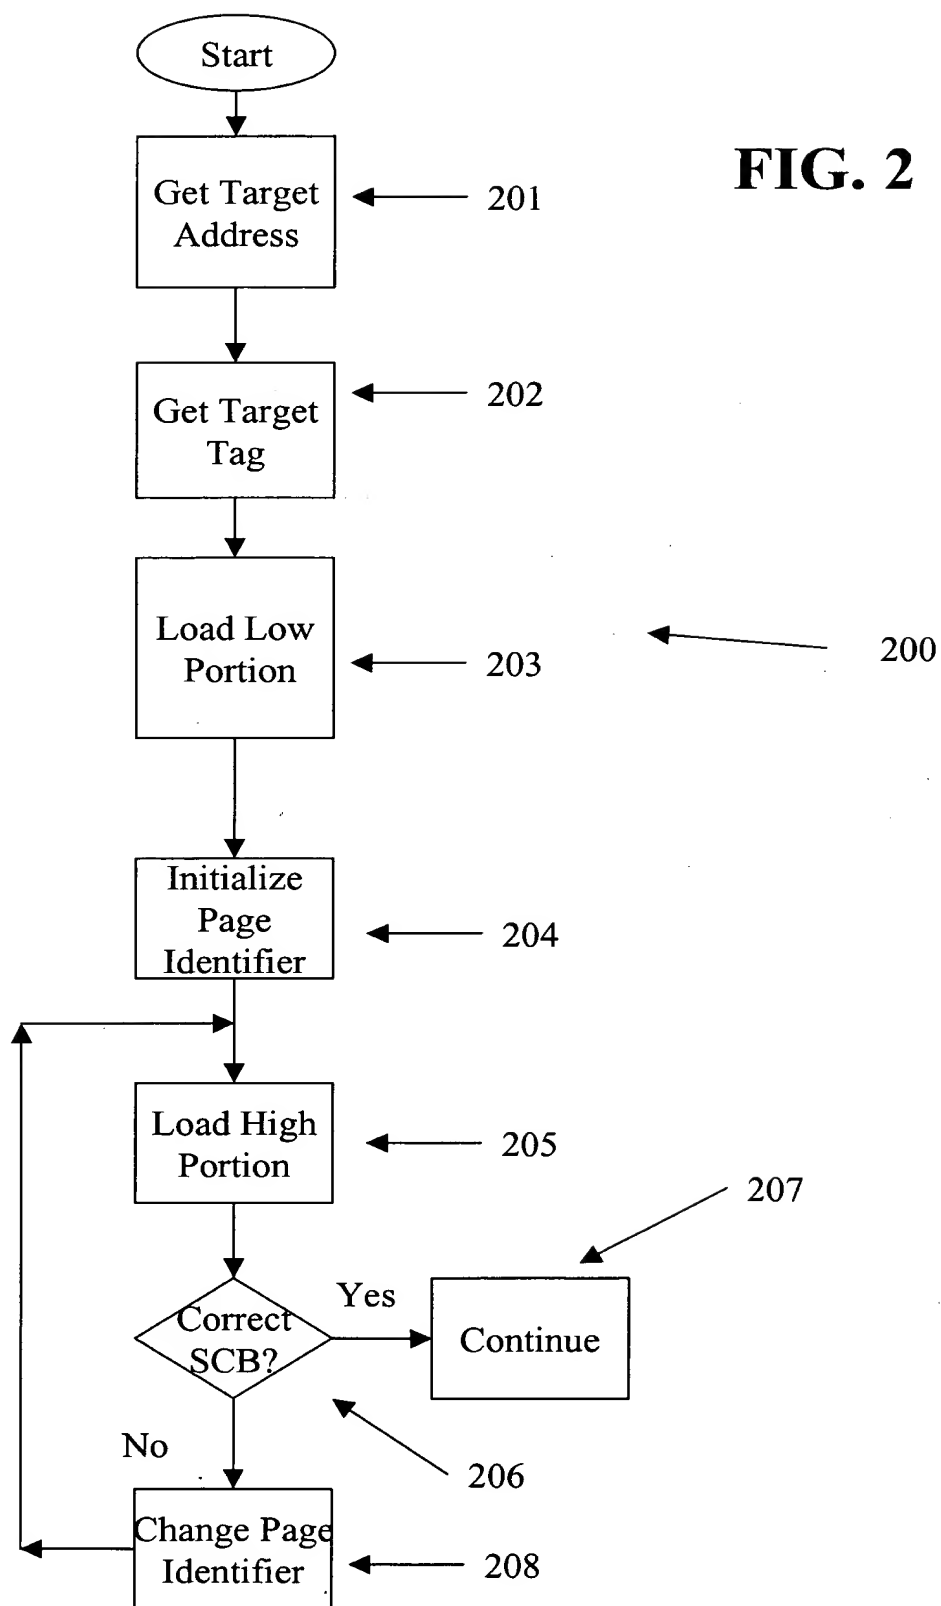 Start
FIG. 2
Get Target
Address
201
Get Target
Tag
202
Load Low
Portion
203
200
Initialize
Page
Identifier
204
Load High
Portion
205
207
Correct
SCB?
Yes
Continue
No
206
Change Page
Identifier
208